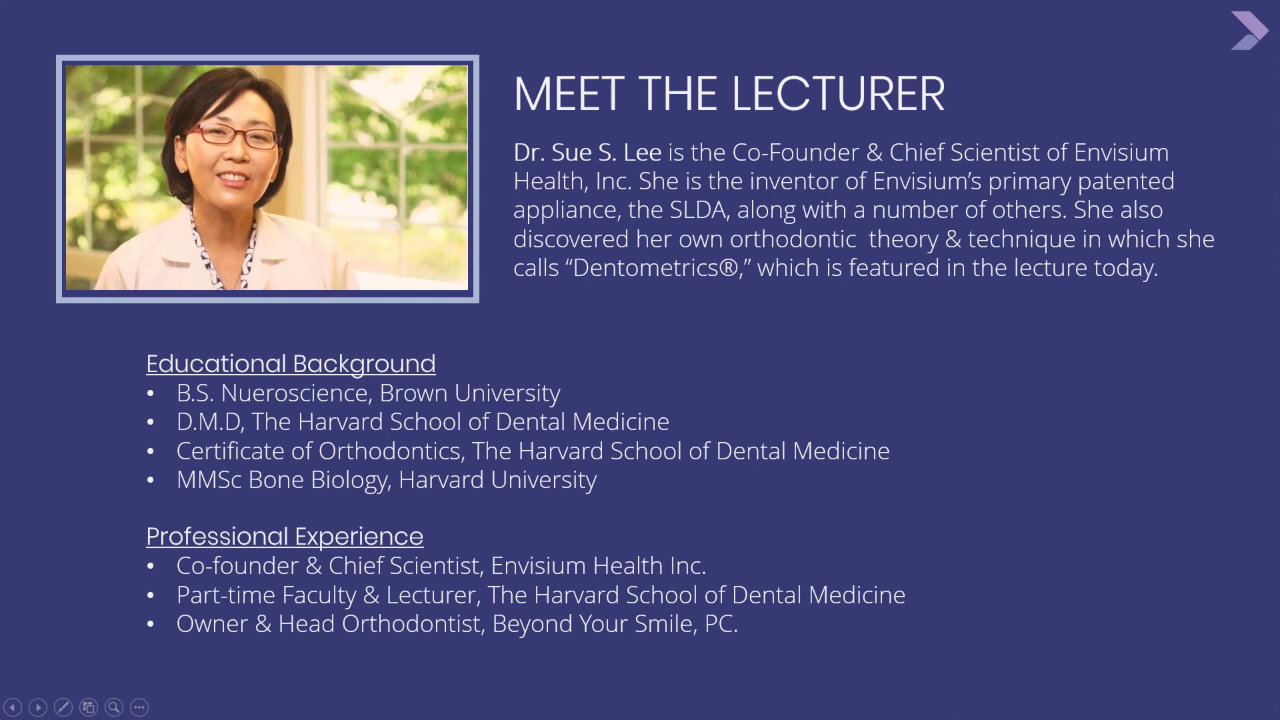 MEET THE LECTURER
Dr. Sue S. Lee is the Co-Founder & Chief Scientist of Envisium
Health, Inc. She is the inventor of Envisium’s primary patented
appliance, the SLDA, along with a number of others. She also
discovered her own orthodontic  theory & technique in which she
calls “Dentometrics®,” which is featured in the lecture today.
Educational Background
• B.S. Nueroscience, Brown University
• D.M.D, The Harvard School of Dental Medicine
• Certificate of Orthodontics, The Harvard School of Dental Medicine
• MMSc Bone Biology, Harvard University
Professional Experience
• Co-founder & Chief Scientist, Envisium Health Inc.
• Part-time Faculty & Lecturer, The Harvard School of Dental Medicine
• Owner & Head Orthodontist, Beyond Your Smile, PC.